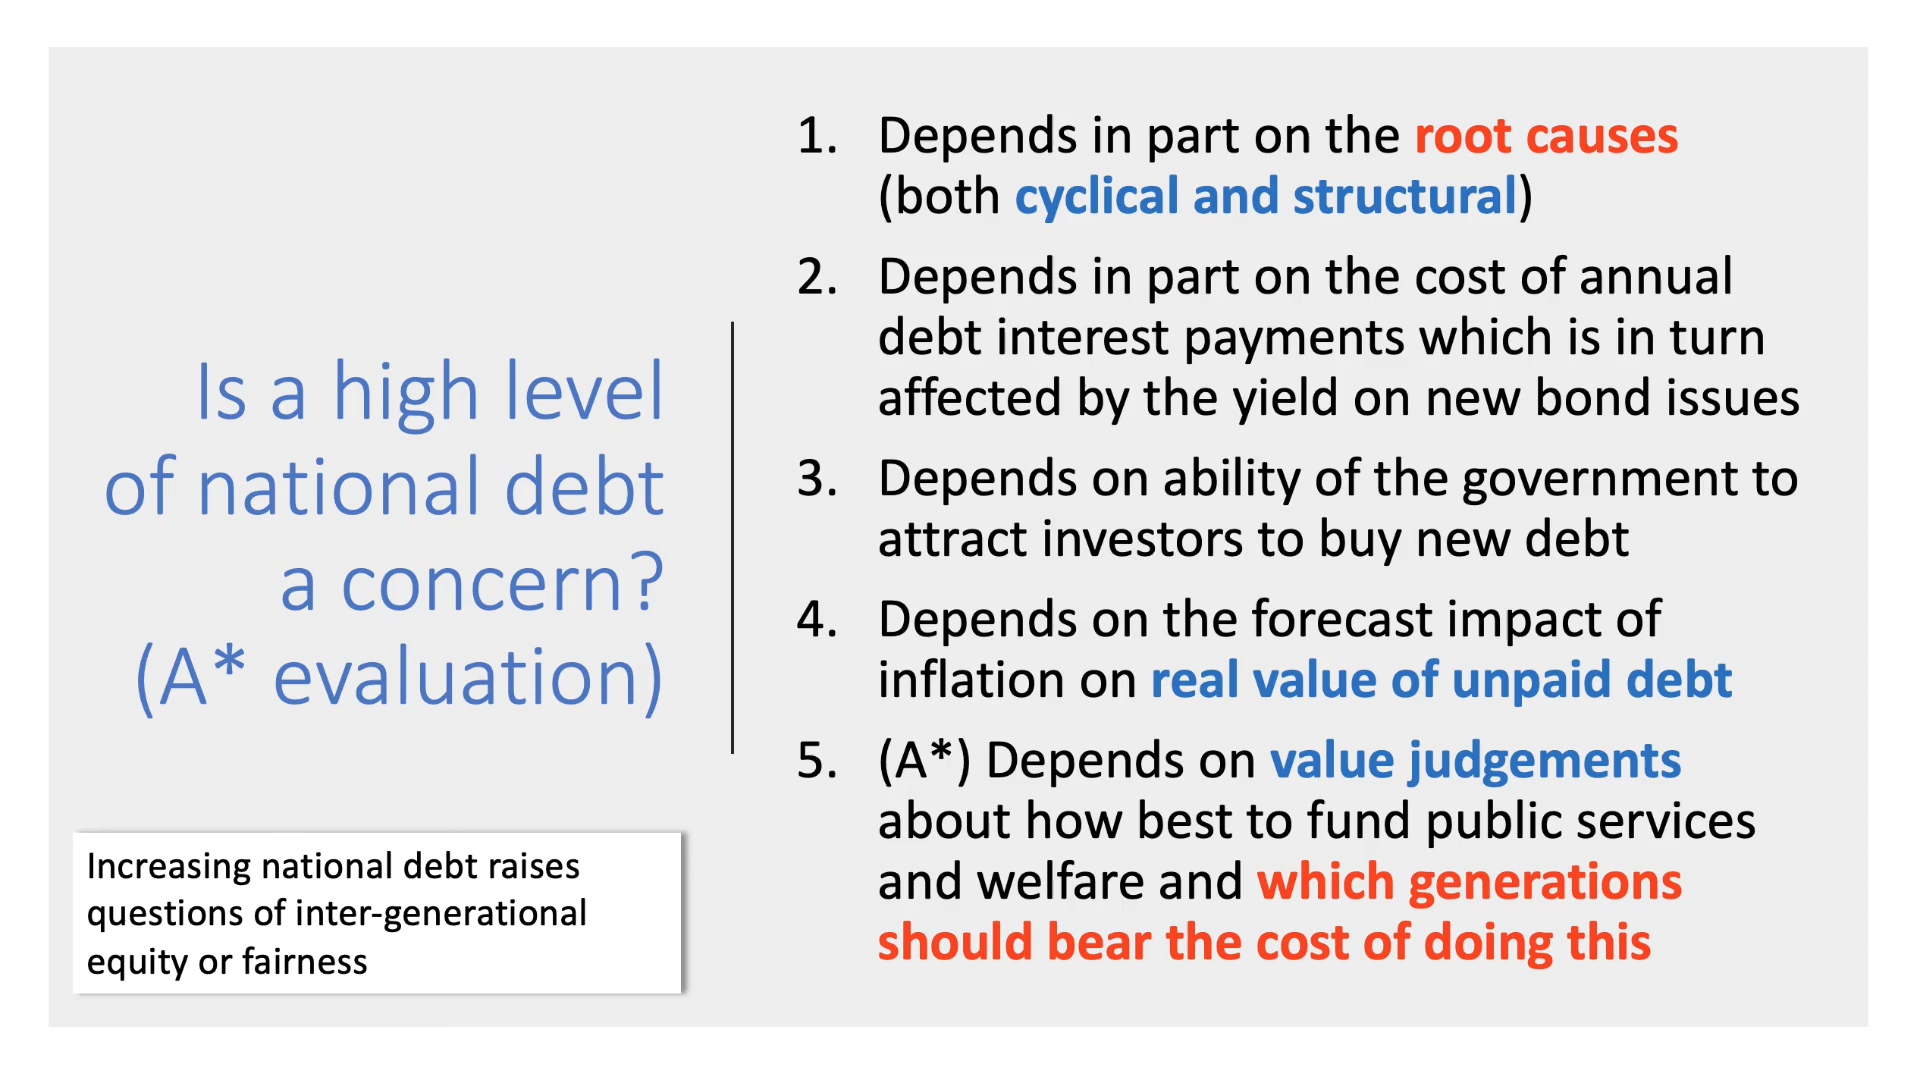 Is a high level
of national debt
a concern?
(A* evaluation)
Increasing national debt raises
questions of inter-generational
equity or fairness
1. Depends in part on the root causes
(both cyclical and structural)
2. Depends in part on the cost of annual
debt interest payments which is in turn
affected by the yield on new bond issues
3. Depends on ability of the government to
attract investors to buy new debt
4. Depends on the forecast impact of
inflation on real value of unpaid debt
5. (A*) Depends on value judgements
about how best to fund public services
and welfare and which generations
should bear the cost of doing this